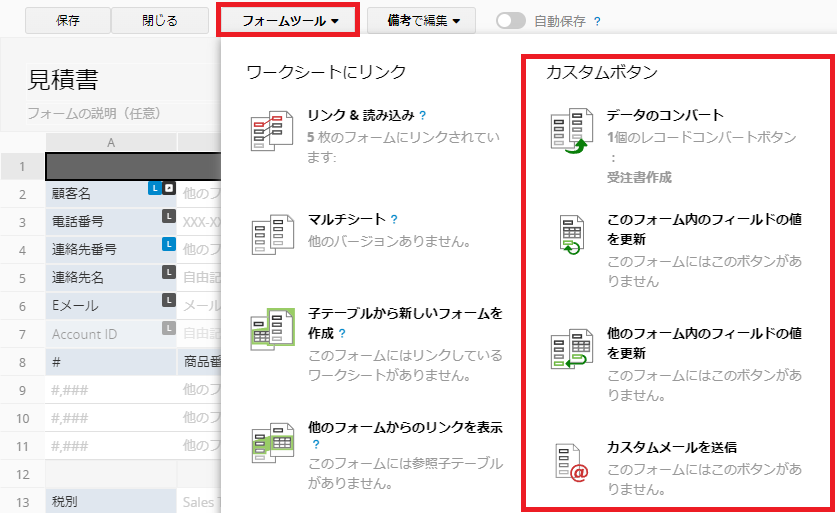 保存 閉じる フォームツール 備考で編集 自動保存 ?
見積書
フォームの説明（任意）
A
1
2 顧客名 L 他のフ
3 電話番号 L XXX-XX
4 連絡先番号 L 他のフ
5 連絡先名 L 自由記
6 Eメール L メール
7 Account ID L 自由記
8 # 商品番
9 #,### 他のフ
10 #,### 他のフ
11 #,### 他のフ
12
13 税別 Sales T
ワークシートにリンク
リンク & 読み込み ?
5 枚のフォームにリンクされてい
ます:
マルチシート ?
他のバージョンありません。
子テーブルから新しいフォームを
作成 ?
このフォームにはリンクしている
ワークシートがありません。
他のフォームからのリンクを表示
?
このフォームには参照子テーブル
がありません。
カスタムボタン
データのコンバート
1個のレコードコンバートボタン
:
受注書作成
このフォーム内のフィールドの値
を更新
このフォームにはこのボタンがあ
りません
他のフォーム内のフィールドの値
を更新
このフォームにはこのボタンがあ
りません。
カスタムメールを送信
このフォームにはこのボタンがあ
りません。